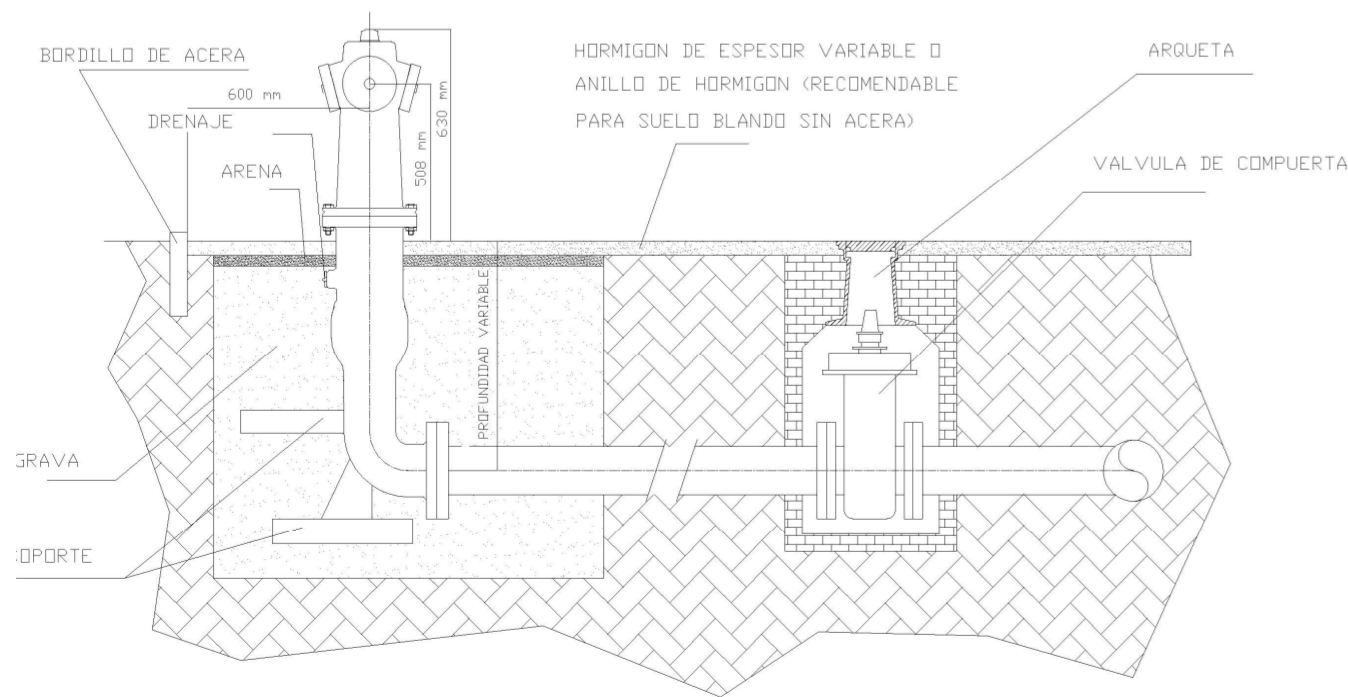 BORDILLO DE ACERA
HORMIGON DE ESPESOR VARIABLE O
ANILLO DE HORMIGON (RECOMENDABLE
PARA SUELO BLANDO SIN ACERA)
ARQUETA
600 mm
DRENAJE
630 mm
508 mm
ARENA
VALVULA DE COMPUERTA
PROFUNDIDAD VARIABLE
GRAVA
OPORTE